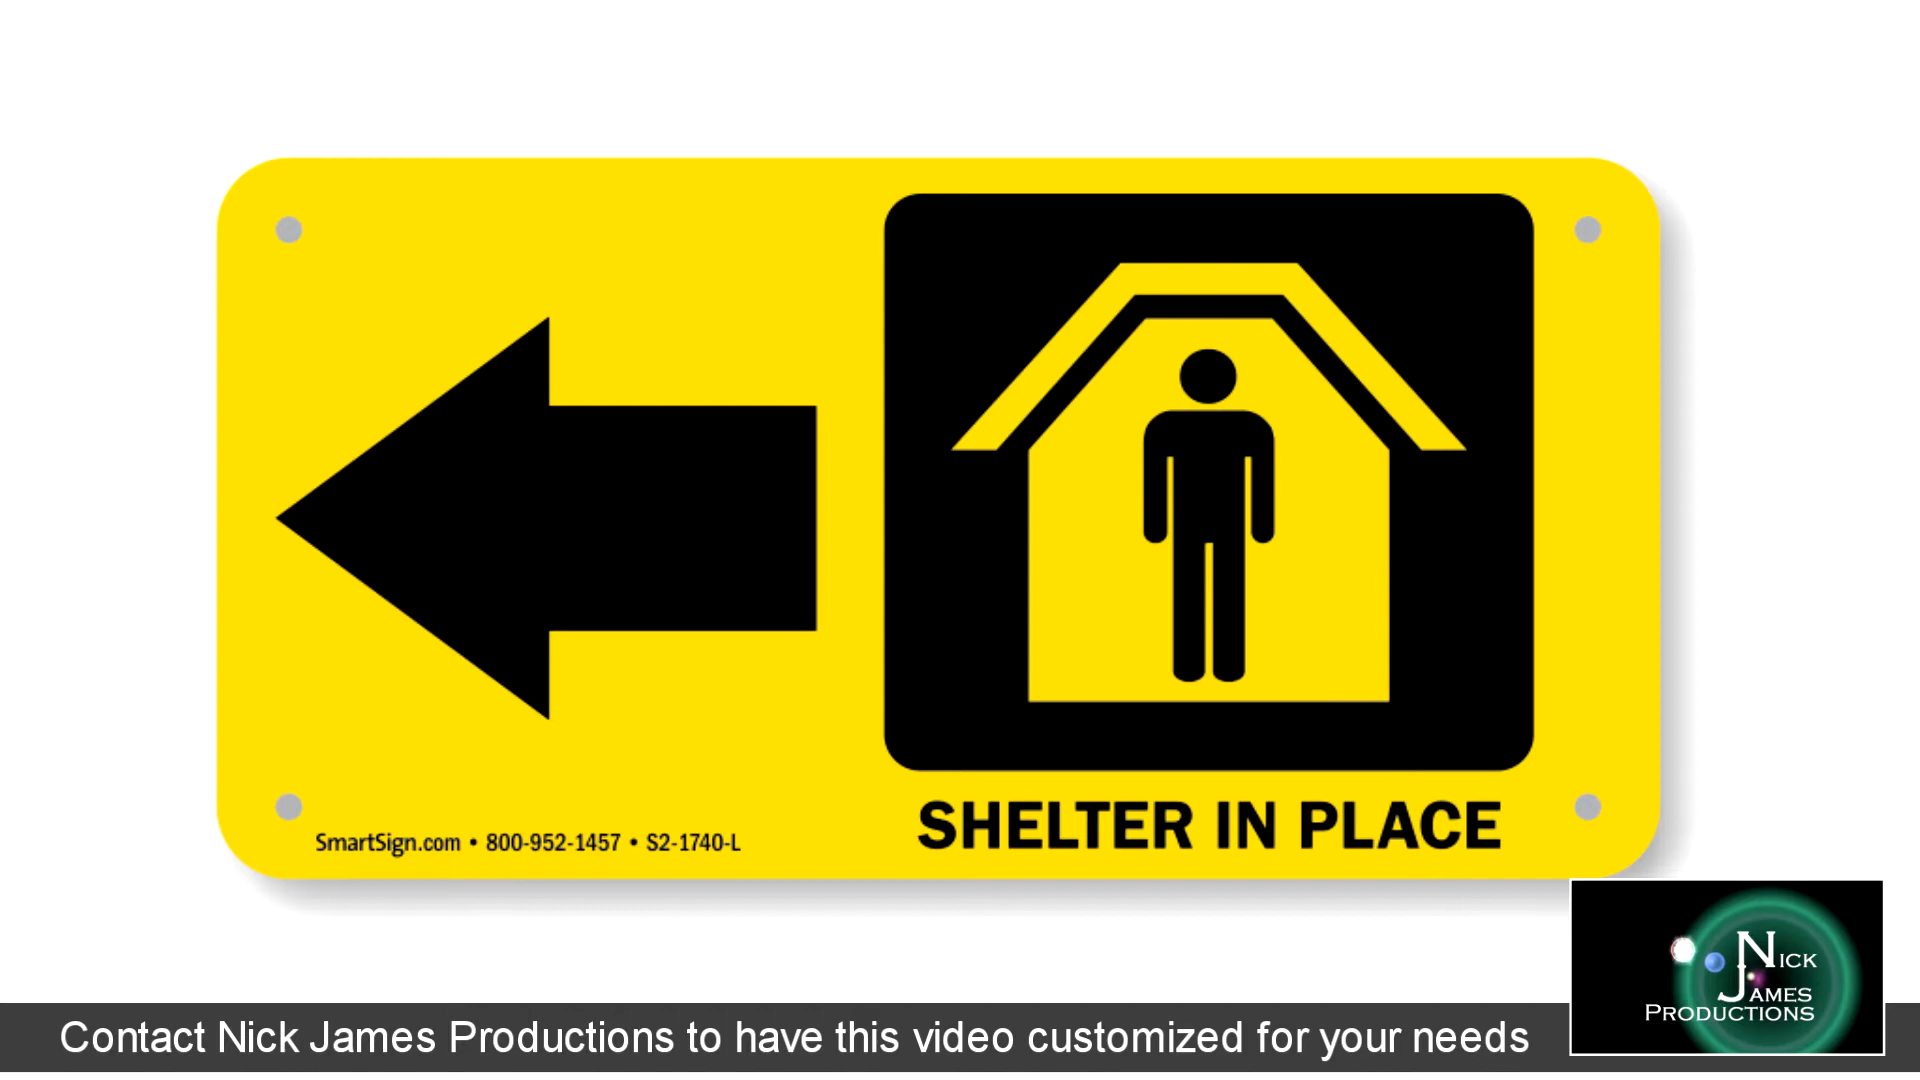 SHELTER IN PLACE
SmartSign.com • 800-952-1457 • S2-1740-L
NICK
JAMES
PRODUCTIONS
Contact Nick James Productions to have this video customized for your needs